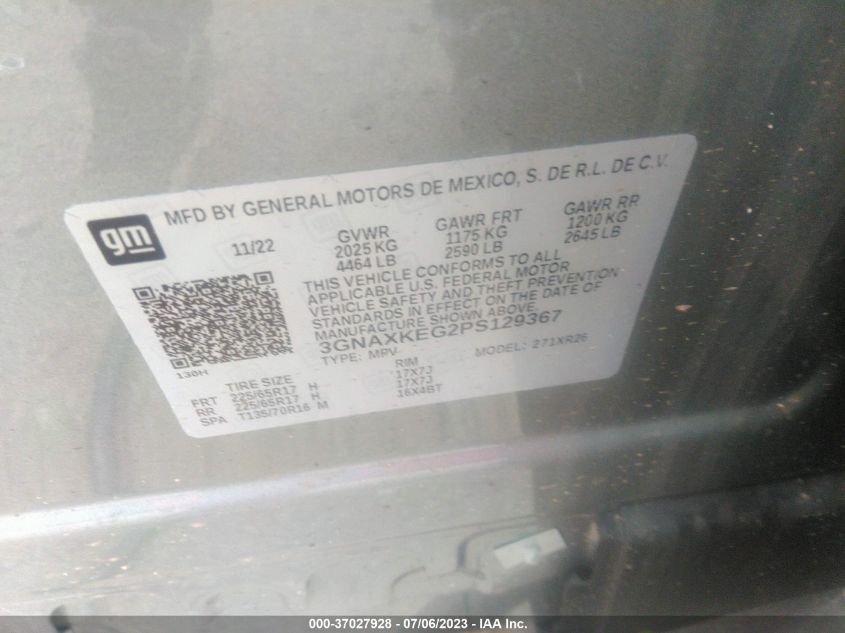 gm
MFD BY GENERAL MOTORS DE MEXICO, S. DE R.L. DE C.V.
11/22
GVWR
2025 KG
4464 LB
GAWR FRT
1175 KG
2590 LB
GAWR RR
1200 KG
2645 LB
THIS VEHICLE CONFORMS TO ALL
APPLICABLE U.S. FEDERAL MOTOR
VEHICLE SAFETY AND THEFT PREVENTION
STANDARDS IN EFFECT ON THE DATE OF
MANUFACTURE SHOWN ABOVE
3GNAXKEG2PS129367
TYPE: MPV MODEL: 271XR26
130H
TIRE SIZE RIM
FRT 225/65R17 H 17X7J
RR 225/65R17 H 17X7J
SPA T135/70R16 M 16X4BT
000-37027928 - 07/06/2023 - IAA Inc.